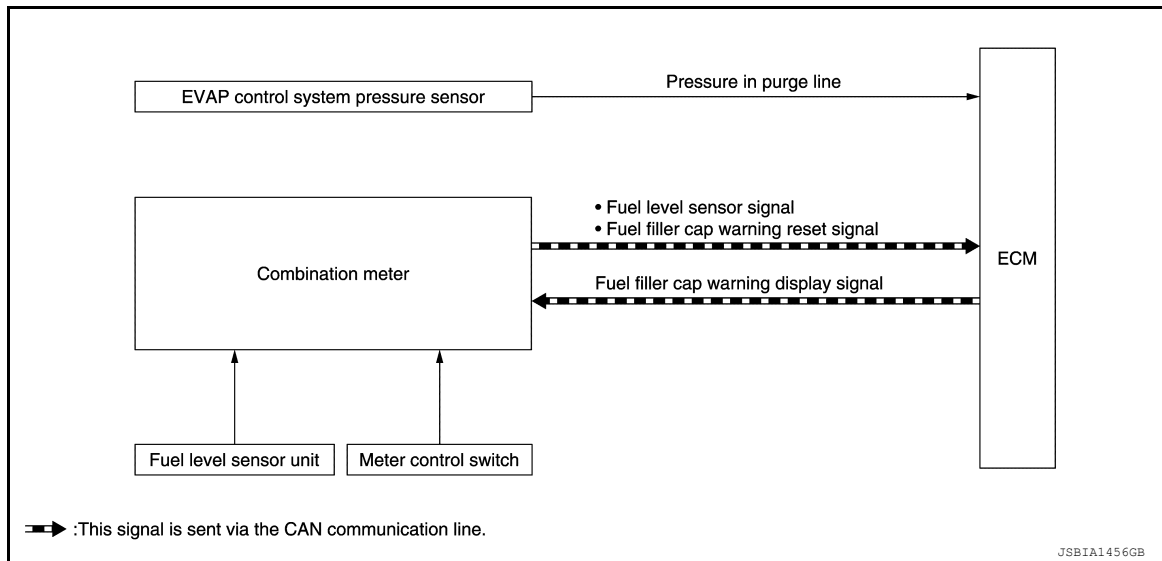 EVAP control system pressure sensor
Pressure in purge line
Combination meter
• Fuel level sensor signal
• Fuel filler cap warning reset signal
Fuel filler cap warning display signal
ECM
Fuel level sensor unit
Meter control switch
:This signal is sent via the CAN communication line.
JSBIA1456GB